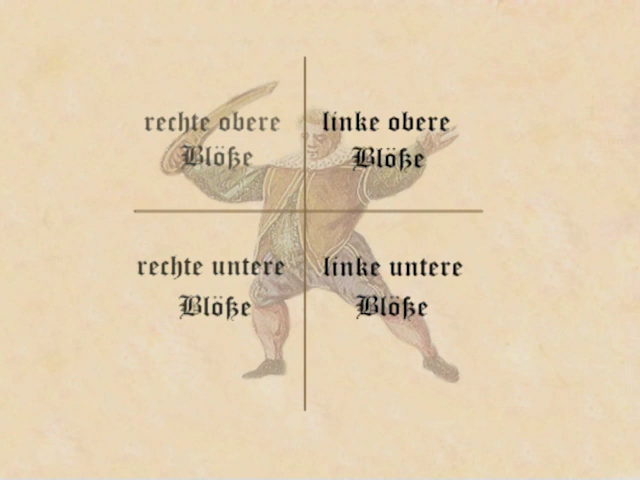 rechte obere
Blöße
linke obere
Blöße
rechte untere
Blöße
linke untere
Blöße